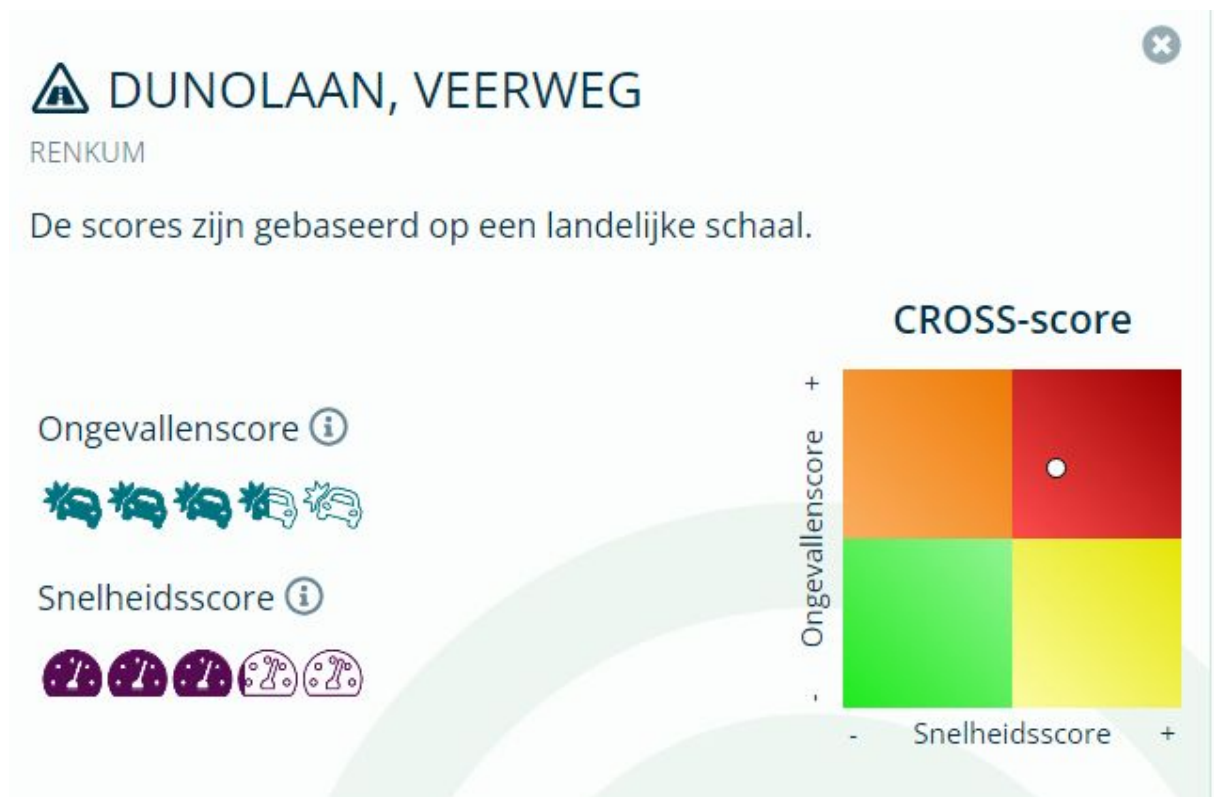 DUNOLAAN, VEERWEG
RENKUM
De scores zijn gebaseerd op een landelijke schaal.
CROSS-score
Ongevallenscore
Snelheidsscore
+
Ongevallenscore
-
-
Snelheidsscore
+